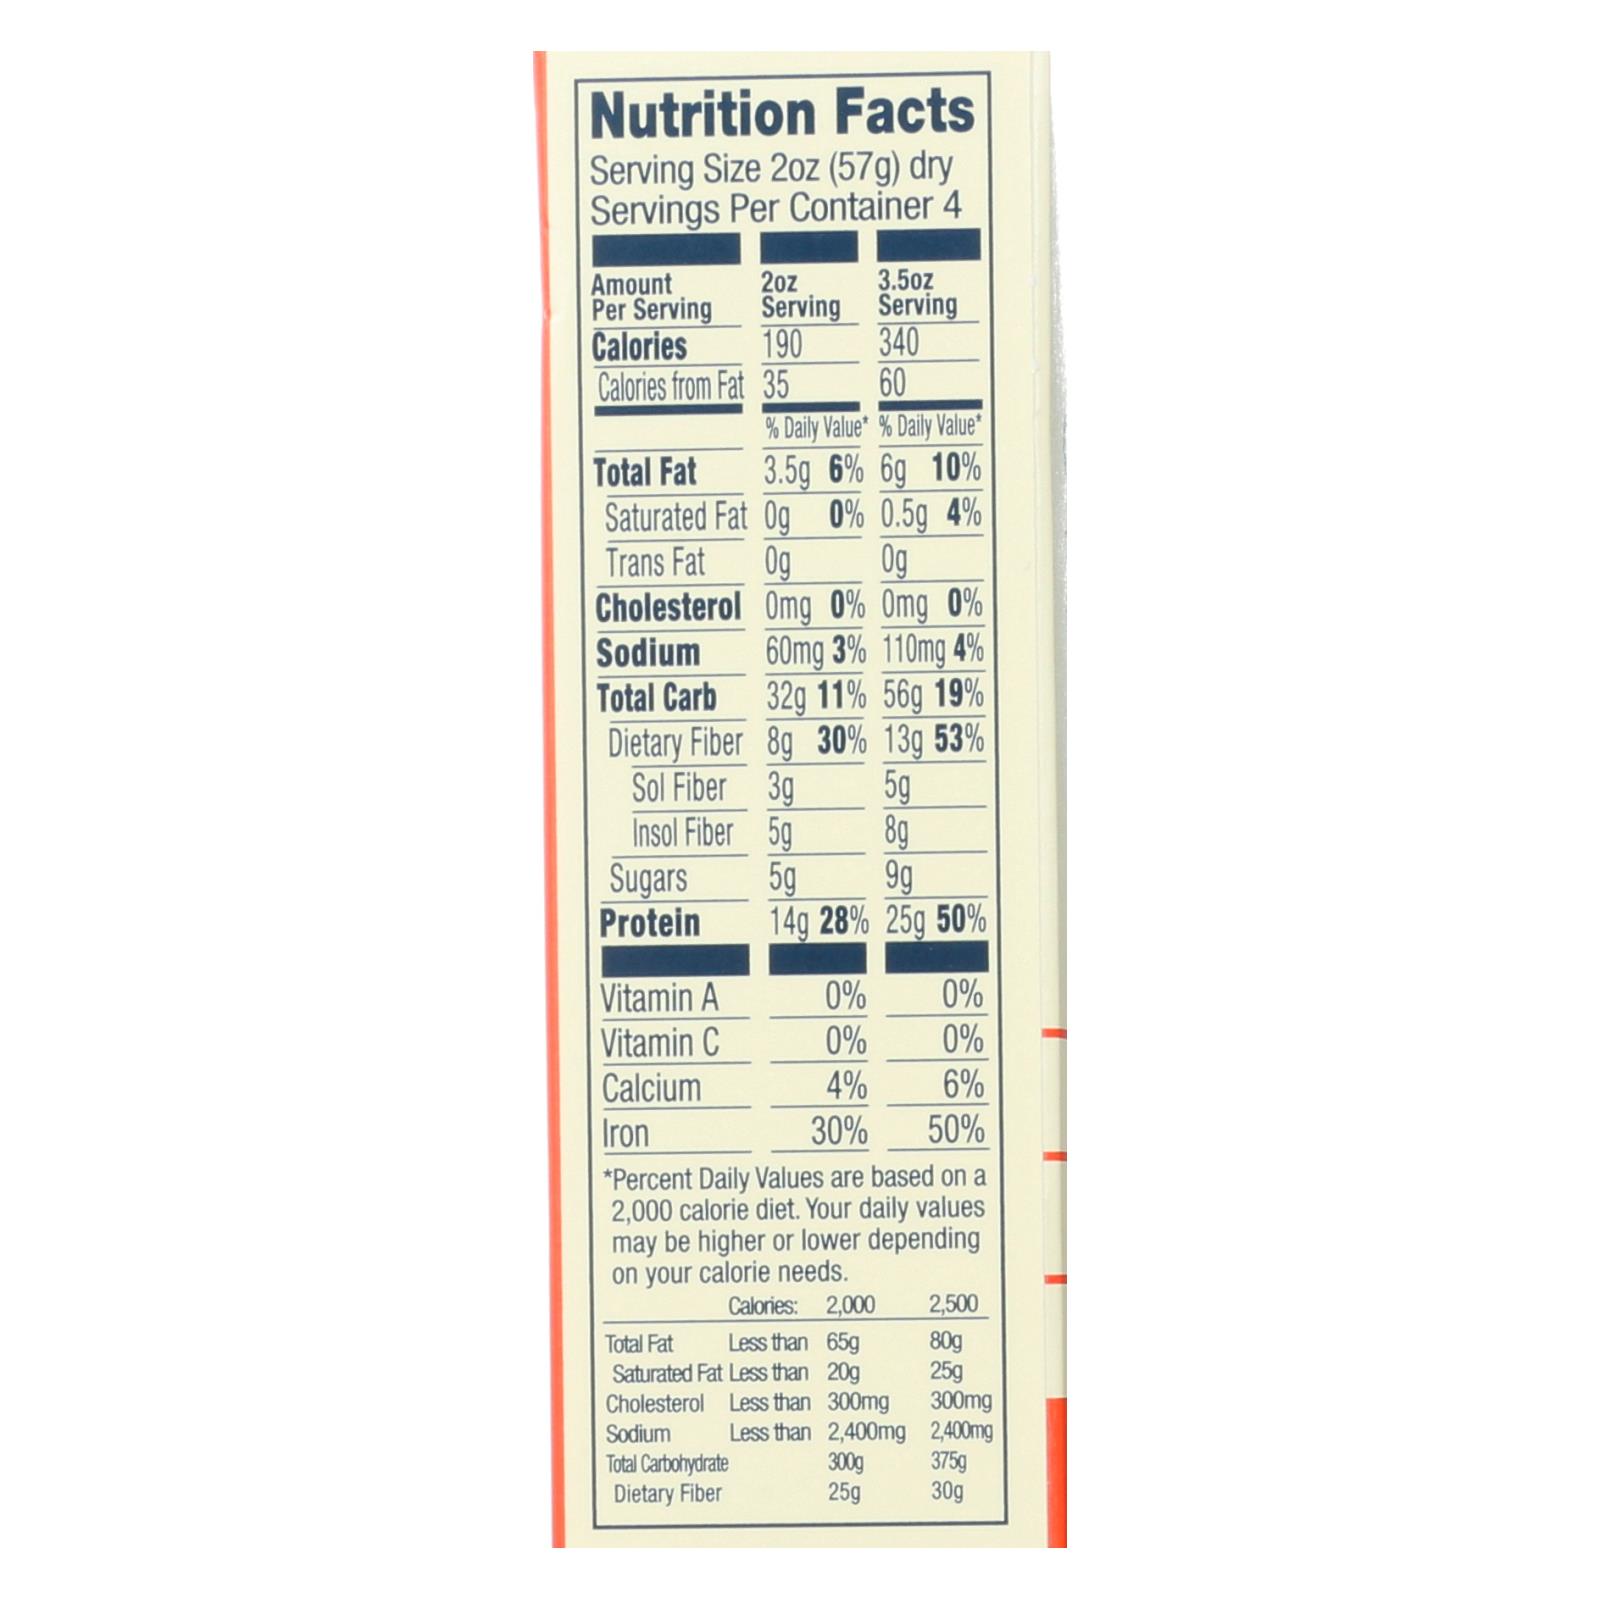 Nutrition Facts
Serving Size 2oz (57g) dry
Servings Per Container 4
Amount Per Serving 2oz Serving 3.5oz Serving
Calories 190 340
Calories from Fat 35 60
% Daily Value* % Daily Value*
Total Fat 3.5g 6% 6g 10%
Saturated Fat 0g 0% 0.5g 4%
Trans Fat 0g 0g
Cholesterol 0mg 0% 0mg 0%
Sodium 60mg 3% 110mg 4%
Total Carb 32g 11% 56g 19%
Dietary Fiber 8g 30% 13g 53%
Sol Fiber 3g 5g
Insol Fiber 5g 8g
Sugars 5g 9g
Protein 14g 28% 25g 50%
Vitamin A 0% 0%
Vitamin C 0% 0%
Calcium 4% 6%
Iron 30% 50%
*Percent Daily Values are based on a
2,000 calorie diet. Your daily values
may be higher or lower depending
on your calorie needs.
Calories: 2,000 2,500
Total Fat Less than 65g 80g
Saturated Fat Less than 20g 25g
Cholesterol Less than 300mg 300mg
Sodium Less than 2,400mg 2,400mg
Total Carbohydrate 300g 375g
Dietary Fiber 25g 30g